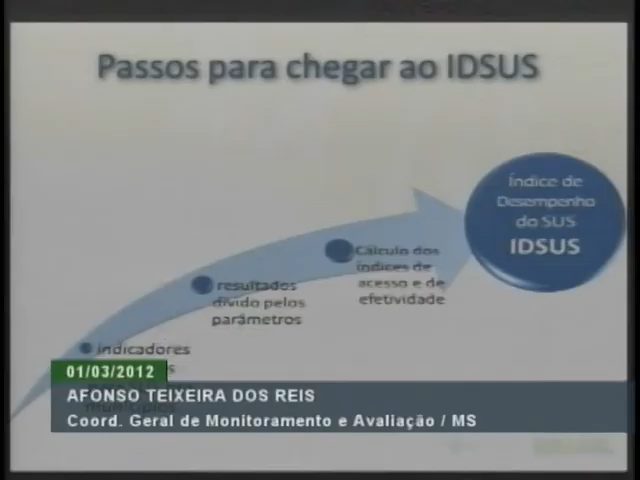 Passos para chegar ao IDSUS
Índice de
Desempenho
do SUS
IDSUS
Cálculo dos
índices de
acesso e de
efetividade
resultados
divido pelos
parâmetros
indicadores
01/03/2012
AFONSO TEIXEIRA DOS REIS
Coord. Geral de Monitoramento e Avaliação / MS